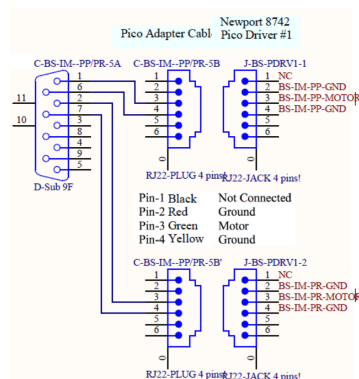 Newport 8742
Pico Adapter Cable Pico Driver #1
C-BS-IM--PP/PR-5A C-BS-IM--PP/PR-5B J-BS-PDRV1-1
1 1 1 NC
6 2 2 BS-IM-PP-GND
11 2 3 3 BS-IM-PP-MOTOR
7 4 4 BS-IM-PP-GND
10 3 5 5
8 6 6
4
9
5
0 0
D-Sub 9F
RJ22-PLUG 4 pins! RJ22-JACK 4 pins!
Pin-1 Black Not Connected
Pin-2 Red Ground
Pin-3 Green Motor
Pin-4 Yellow Ground
C-BS-IM--PP/PR-5B' J-BS-PDRV1-2
1 1 NC
2 2 BS-IM-PR-GND
3 3 BS-IM-PR-MOTOR
4 4 BS-IM-PR-GND
5 5
6 6
0 0
RJ22-PLUG 4 pins! RJ22-JACK 4 pins!